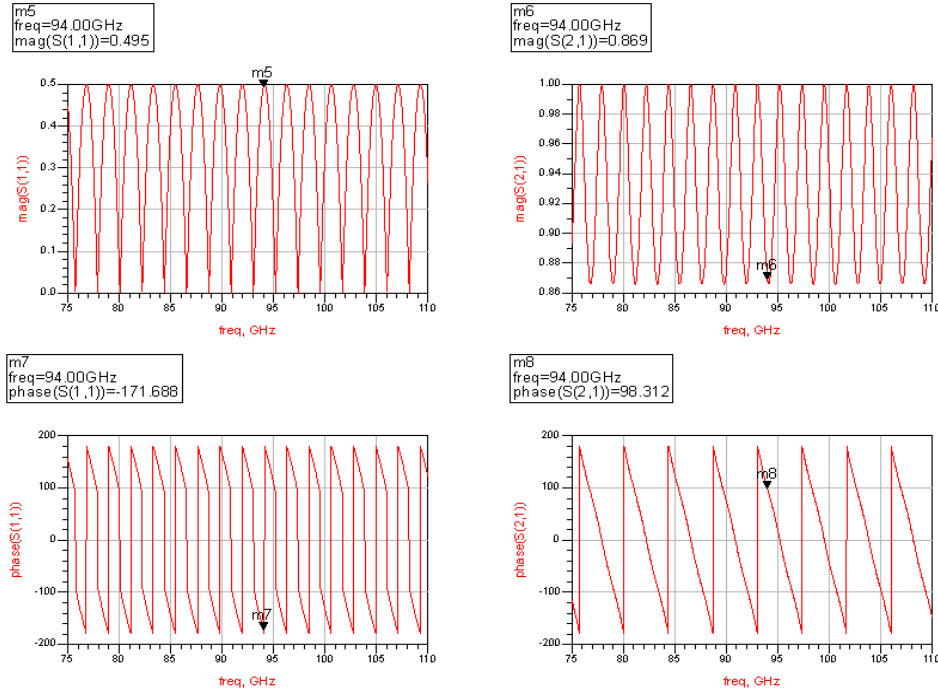 m5
freq=94.00GHz
mag(S(1,1))=0.495
m6
freq=94.00GHz
mag(S(2,1))=0.869
m5
0.5
0.4
0.3
0.2
0.1
0.0
mag(S(1,1))
75
80
85
90
95
100
105
110
freq, GHz
m6
1.00
0.98
0.96
0.94
0.92
0.90
0.88
0.86
mag(S(2,1))
75
80
85
90
95
100
105
110
freq, GHz
m7
freq=94.00GHz
phase(S(1,1))=-171.688
m8
freq=94.00GHz
phase(S(2,1))=98.312
m7
200
100
0
-100
-200
phase(S(1,1))
75
80
85
90
95
100
105
110
freq, GHz
m8
200
100
0
-100
-200
phase(S(2,1))
75
80
85
90
95
100
105
110
freq, GHz